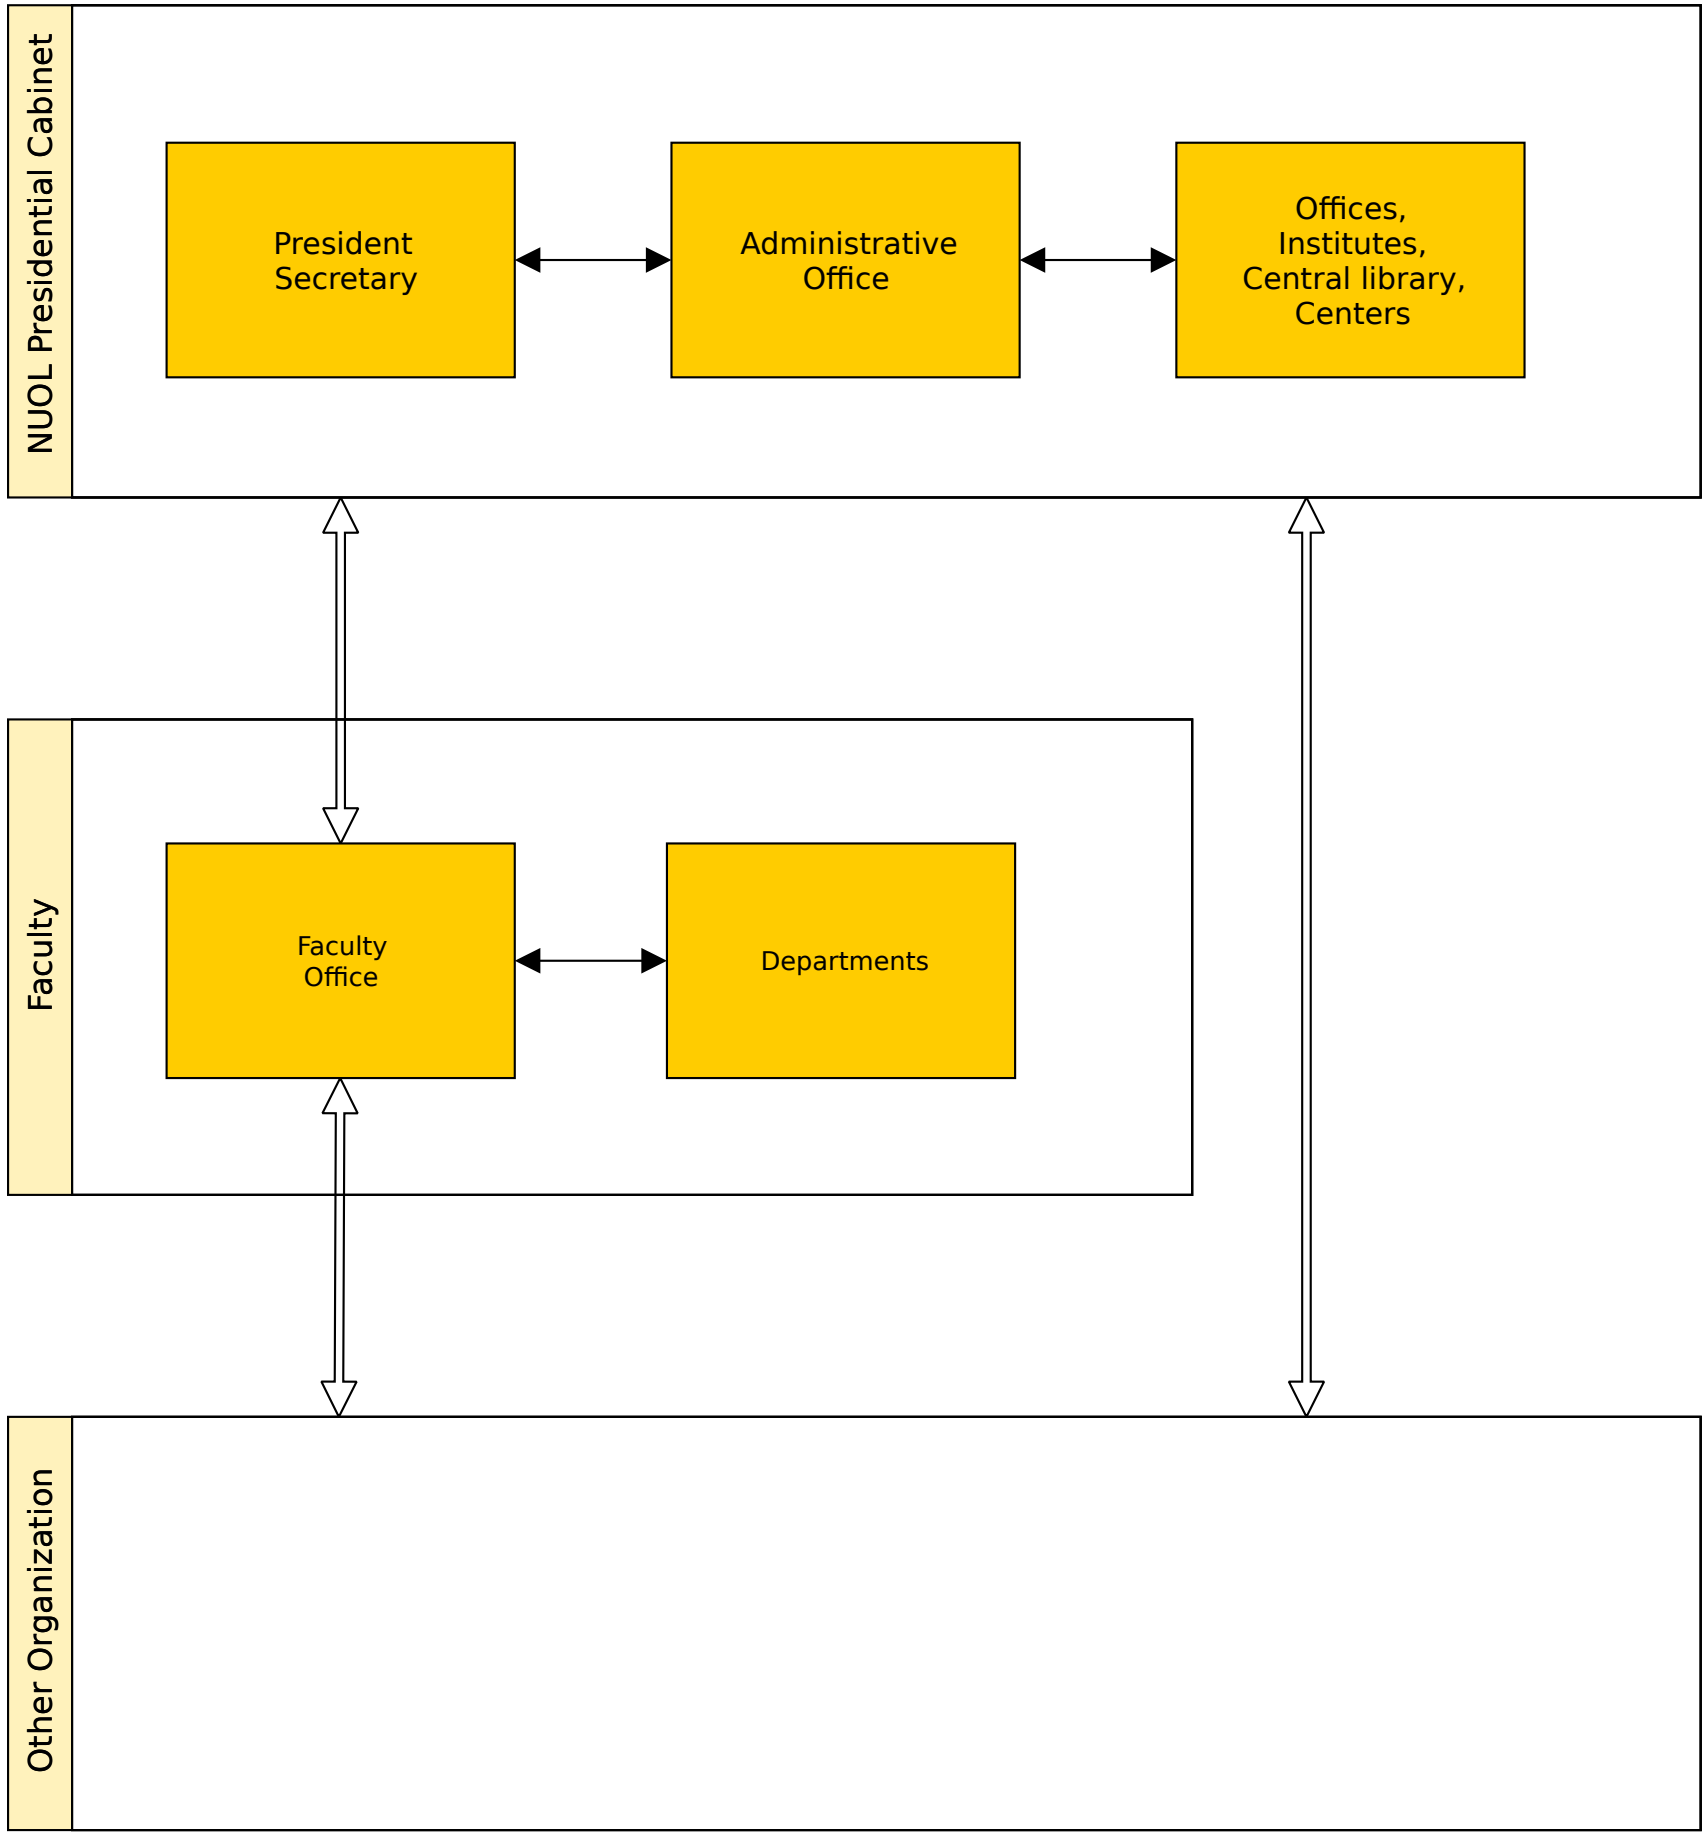 NUOL Presidential Cabinet
President
Secretary
Administrative
Office
Offices,
Institutes,
Central library,
Centers
Faculty
Faculty
Office
Departments
Other Organization